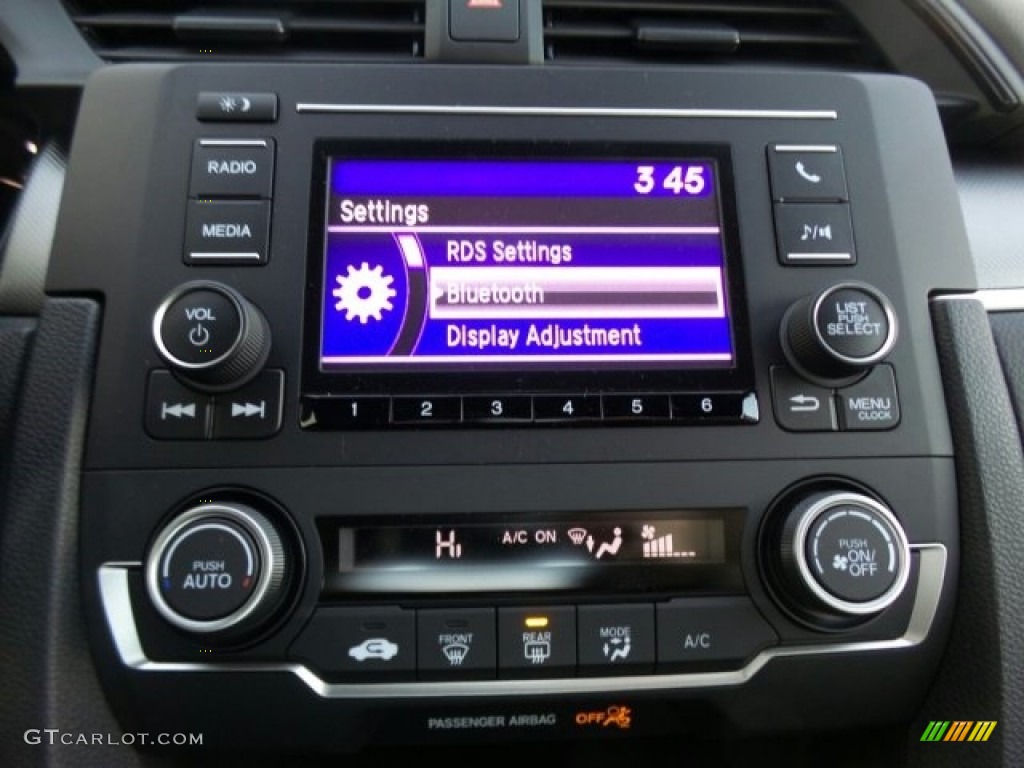 RADIO
MEDIA
3 45
Settings
RDS Settings
Bluetooth
Display Adjustment
VOL
LIST
PUSH
SELECT
1 2 3 4 5 6
MENU
CLOCK
PUSH
AUTO
Hi
A/C ON
PUSH
ON/
OFF
FRONT
REAR
MODE
A/C
PASSENGER AIRBAG OFF
GTCARLOT.COM